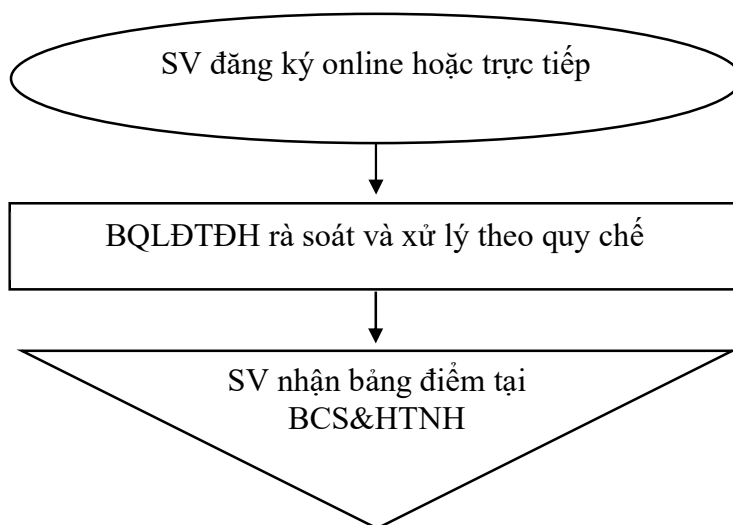 SV đăng ký online hoặc trực tiếp
BQLĐTĐH rà soát và xử lý theo quy chế
SV nhận bảng điểm tại
BCS&HTNH